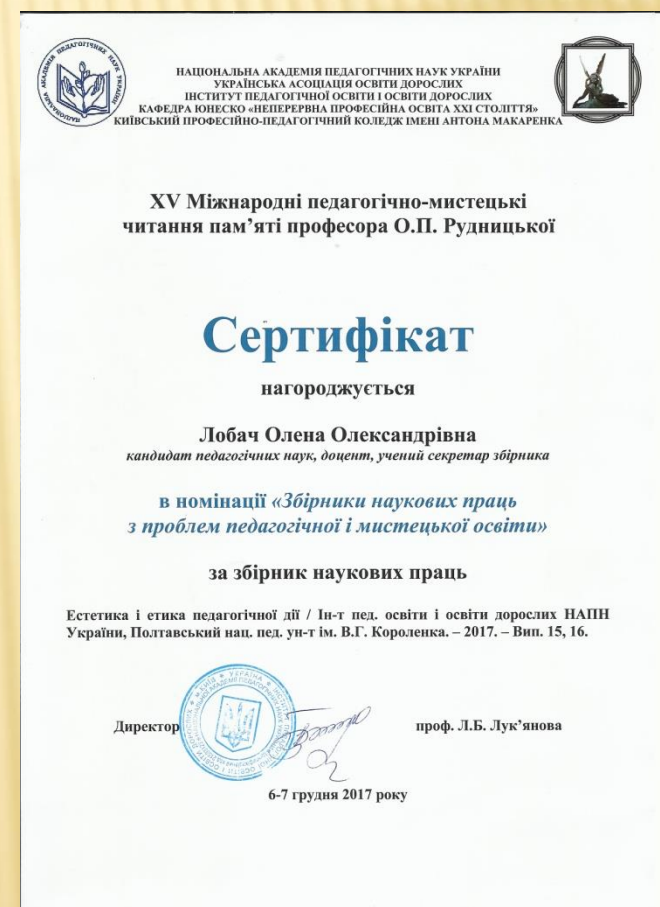 НАЦІОНАЛЬНА АКАДЕМІЯ ПЕДАГОГІЧНИХ НАУК УКРАЇНИ
УКРАЇНСЬКА АСОЦІАЦІЯ ОСВІТИ ДОРОСЛИХ
ІНСТИТУТ ПЕДАГОГІЧНОЇ ОСВІТИ І ОСВІТИ ДОРОСЛИХ
КАФЕДРА ЮНЕСКО «НЕПЕРЕРВНА ПРОФЕСІЙНА ОСВІТА ХХІ СТОЛІТТЯ»
КИЇВСЬКИЙ ПРОФЕСІЙНО-ПЕДАГОГІЧНИЙ КОЛЕДЖ ІМЕНІ АНТОНА МАКАРЕНКА
XV Міжнародні педагогічно-мистецькі
читання пам’яті професора О.П. Рудницької
Сертифікат
нагороджується
Лобач Олена Олександрівна
кандидат педагогічних наук, доцент, учений секретар збірника
в номінації «Збірники наукових праць
з проблем педагогічної і мистецької освіти»
за збірник наукових праць
Естетика і етика педагогічної дії / Ін-т пед. освіти і освіти дорослих НАПН
України, Полтавський нац. пед. ун-т ім. В.Г. Короленка. – 2017. – Вип. 15, 16.
Директор проф. Л.Б. Лук’янова
6-7 грудня 2017 року